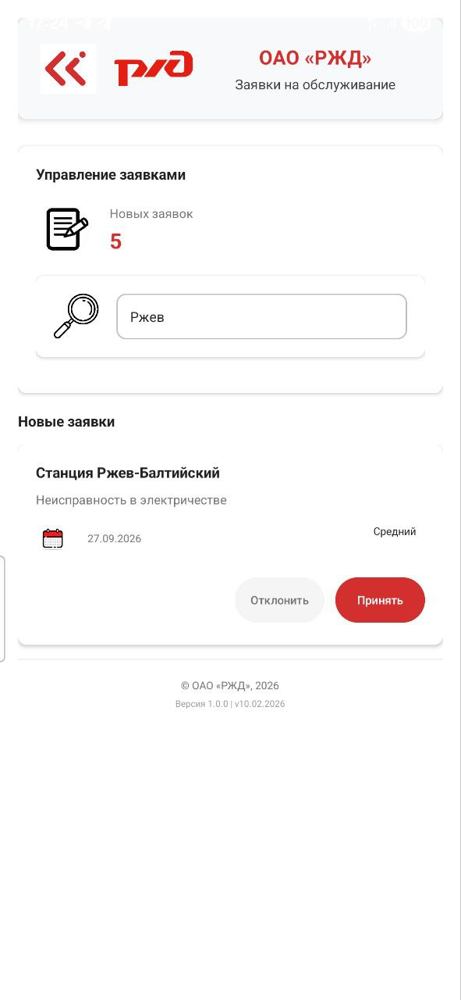 17:24
100
ржд
ОАО «РЖД»
Заявки на обслуживание
Управление заявками
Новых заявок
5
Ржев
Новые заявки
Станция Ржев-Балтийский
Неисправность в электричестве
27.09.2026
Средний
Отклонить
Принять
© ОАО «РЖД», 2026
Версия 1.0.0 | v10.02.2026